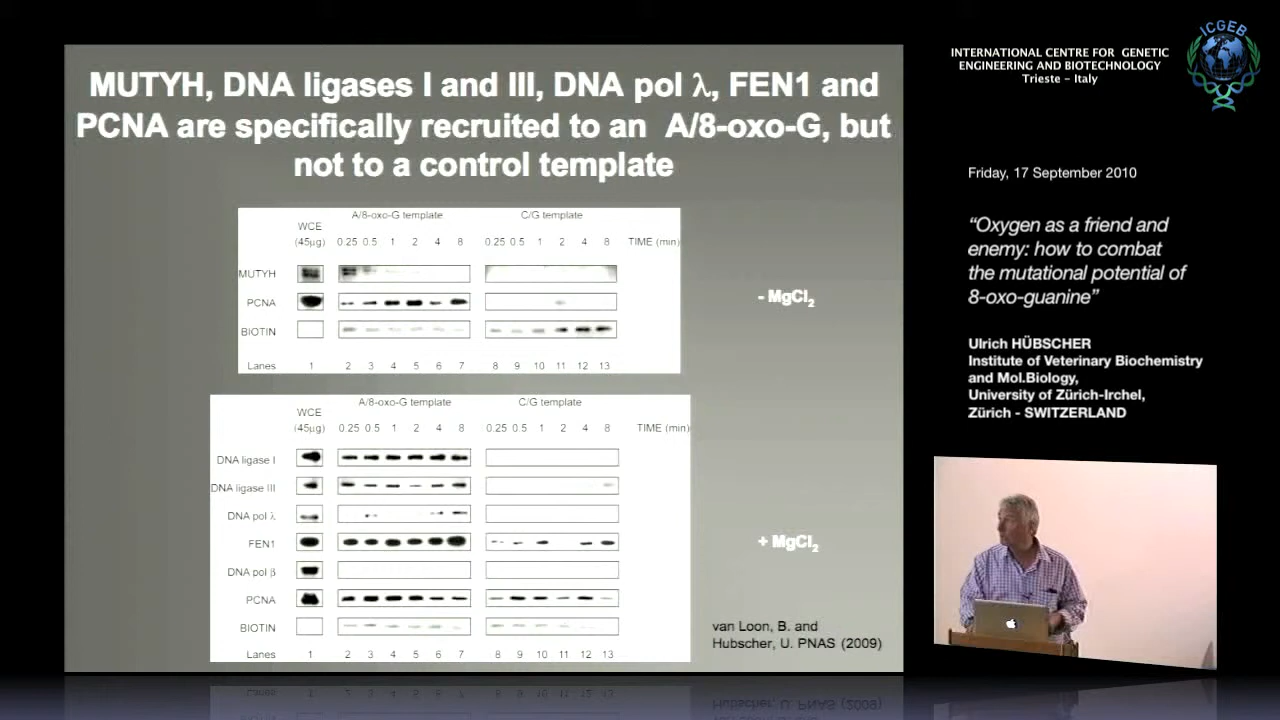 MUTYH, DNA ligases I and III, DNA pol λ, FEN1 and
PCNA are specifically recruited to an A/8-oxo-G, but
not to a control template
WCE
(45µg)
A/8-oxo-G template
C/G template
0.25 0.5 1 2 4 8
0.25 0.5 1 2 4 8
TIME (min)
MUTYH
PCNA
BIOTIN
Lanes 1 2 3 4 5 6 7 8 9 10 11 12 13
- MgCl2
WCE
(45µg)
A/8-oxo-G template
C/G template
0.25 0.5 1 2 4 8
0.25 0.5 1 2 4 8
TIME (min)
DNA ligase I
DNA ligase III
DNA pol λ
FEN1
DNA pol β
PCNA
BIOTIN
Lanes 1 2 3 4 5 6 7 8 9 10 11 12 13
+ MgCl2
van Loon, B. and
Hubscher, U. PNAS (2009)
INTERNATIONAL CENTRE FOR GENETIC
ENGINEERING AND BIOTECHNOLOGY
Trieste - Italy
ICGEB
Friday, 17 September 2010
“Oxygen as a friend and
enemy: how to combat
the mutational potential of
8-oxo-guanine”
Ulrich HÜBSCHER
Institute of Veterinary Biochemistry
and Mol.Biology,
University of Zürich-Irchel,
Zürich - SWITZERLAND